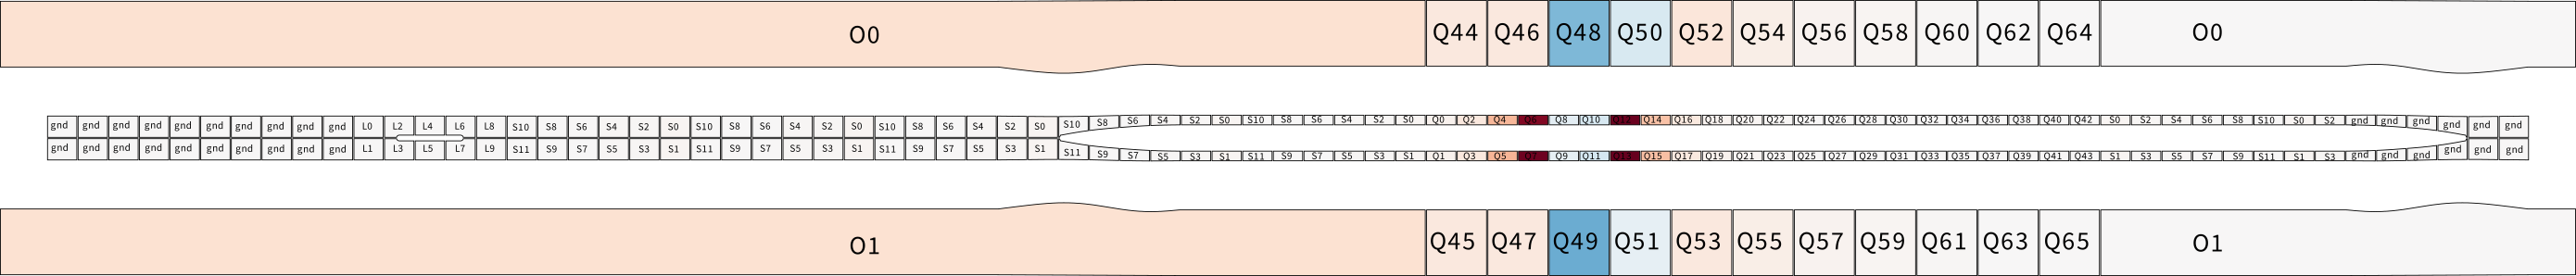 O0 Q44 Q46 Q48 Q50 Q52 Q54 Q56 Q58 Q60 Q62 Q64 O0
gnd gnd gnd gnd gnd gnd gnd gnd gnd gnd L0 L2 L4 L6 L8 S10 S8 S6 S4 S2 S0 S10 S8 S6 S4 S2 S0 S10 S8 S6 S4 S2 S0 S10 S8 S6 S4 S2 S0 S10 S8 S6 S4 S2 S0 Q0 Q2 Q4 Q6 Q8 Q10 Q12 Q14 Q16 Q18 Q20 Q22 Q24 Q26 Q28 Q30 Q32 Q34 Q36 Q38 Q40 Q42 S0 S2 S4 S6 S8 S10 S0 S2 gnd gnd gnd gnd gnd gnd
gnd gnd gnd gnd gnd gnd gnd gnd gnd gnd L1 L3 L5 L7 L9 S11 S9 S7 S5 S3 S1 S11 S9 S7 S5 S3 S1 S11 S9 S7 S5 S3 S1 S11 S9 S7 S5 S3 S1 S11 S9 S7 S5 S3 S1 Q1 Q3 Q5 Q7 Q9 Q11 Q13 Q15 Q17 Q19 Q21 Q23 Q25 Q27 Q29 Q31 Q33 Q35 Q37 Q39 Q41 Q43 S1 S3 S5 S7 S9 S11 S1 S3 gnd gnd gnd gnd gnd gnd
O1 Q45 Q47 Q49 Q51 Q53 Q55 Q57 Q59 Q61 Q63 Q65 O1